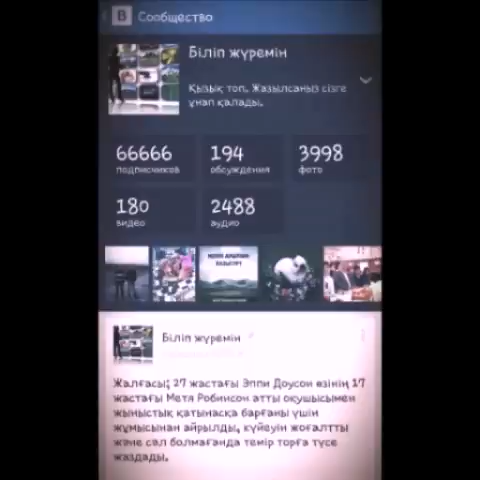 В Сообщество
Біліп жүремін
Қызық топ. Жазылсаңыз сізге
ұнап қалады.
66666 194 3998
подписчиков обсуждения фото
180 2488
видео аудио
Біліп жүремін
Жалғасы; 27 жастағы Эппи Доусон өзінің 17
жастағы Метя Робинсон атты оқушысымен
жыныстық қатынасқа барғаны үшін
жұмысынан айрылды, күйеуін жоғалтты
және сәл болмағанда темір торға түсе
жаздады.